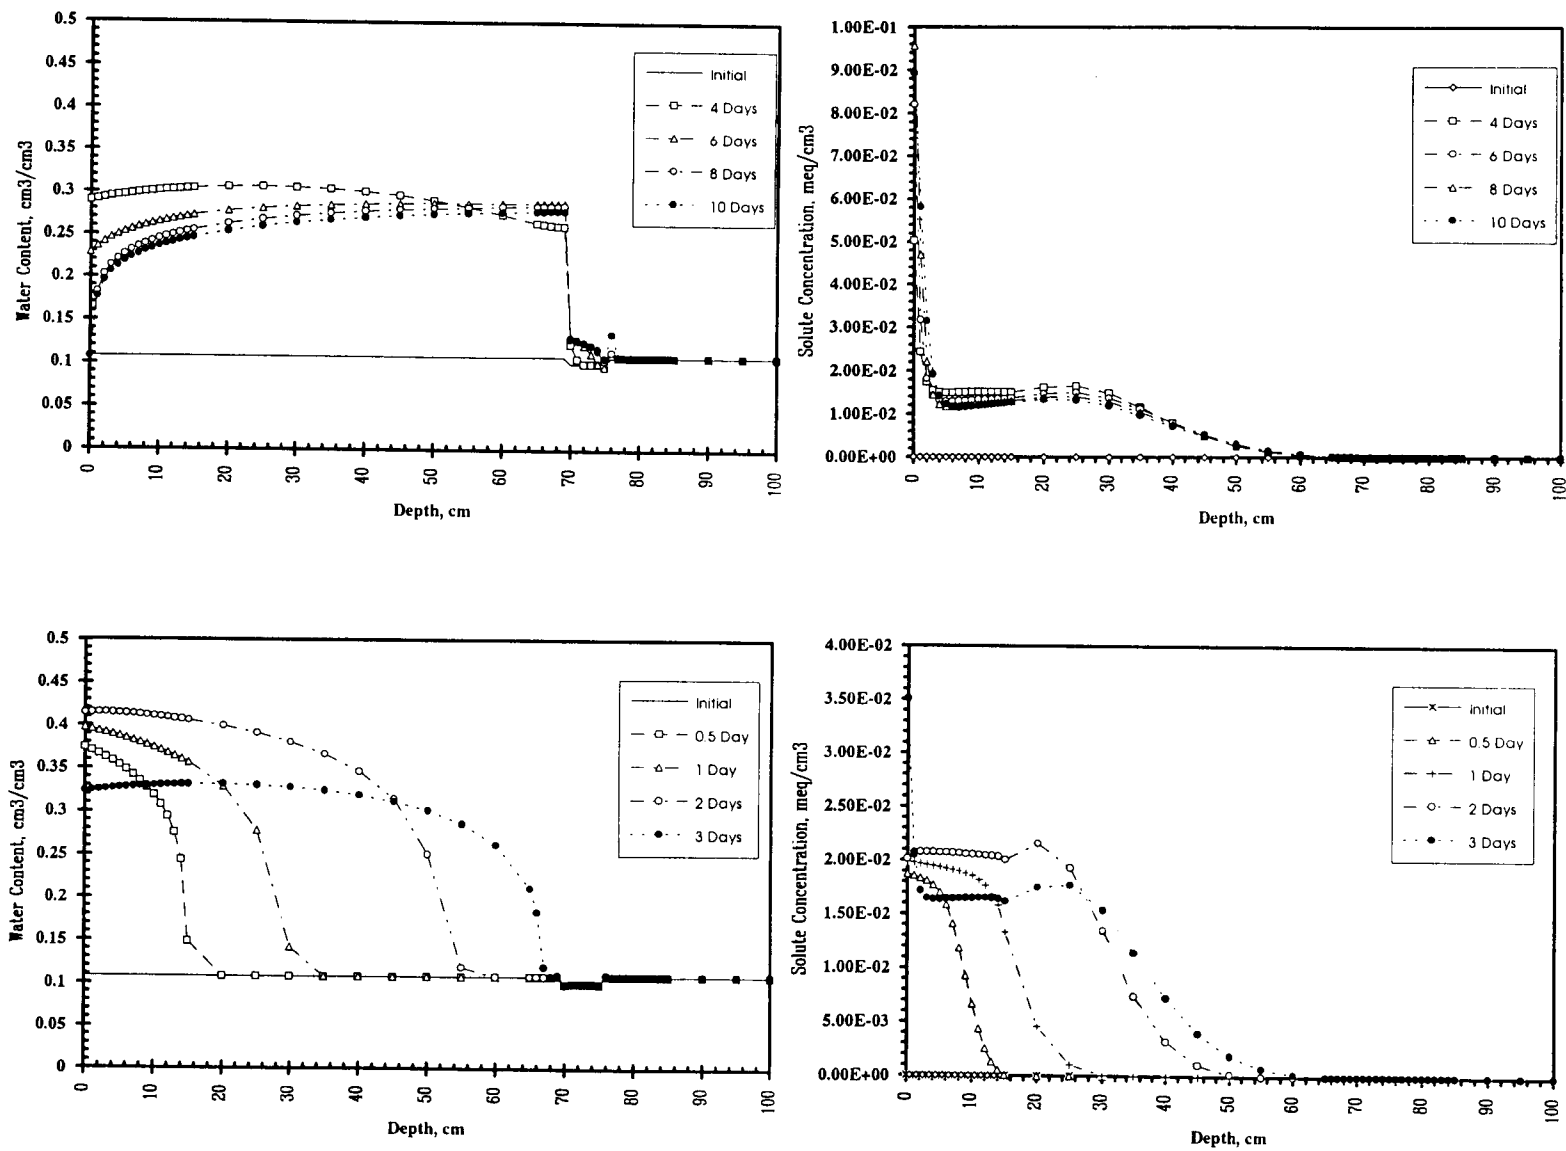 0.5
0.45
0.4
0.35
0.3
0.25
0.2
0.15
0.1
0.05
0
Water Content, cm3/cm3
0 10 20 30 40 50 60 70 80 90 100
Depth, cm
Initial
4 Days
6 Days
8 Days
10 Days
1.00E-01
9.00E-02
8.00E-02
7.00E-02
6.00E-02
5.00E-02
4.00E-02
3.00E-02
2.00E-02
1.00E-02
0.00E+00
Solute Concentration, meq/cm3
0 10 20 30 40 50 60 70 80 90 100
Depth, cm
Initial
4 Days
6 Days
8 Days
10 Days
0.5
0.45
0.4
0.35
0.3
0.25
0.2
0.15
0.1
0.05
0
Water Content, cm3/cm3
0 10 20 30 40 50 60 70 80 90 100
Depth, cm
Initial
0.5 Day
1 Day
2 Days
3 Days
4.00E-02
3.50E-02
3.00E-02
2.50E-02
2.00E-02
1.50E-02
1.00E-02
5.00E-03
0.00E+00
Solute Concentration, meq/cm3
0 10 20 30 40 50 60 70 80 90 100
Depth, cm
Initial
0.5 Day
1 Day
2 Days
3 Days